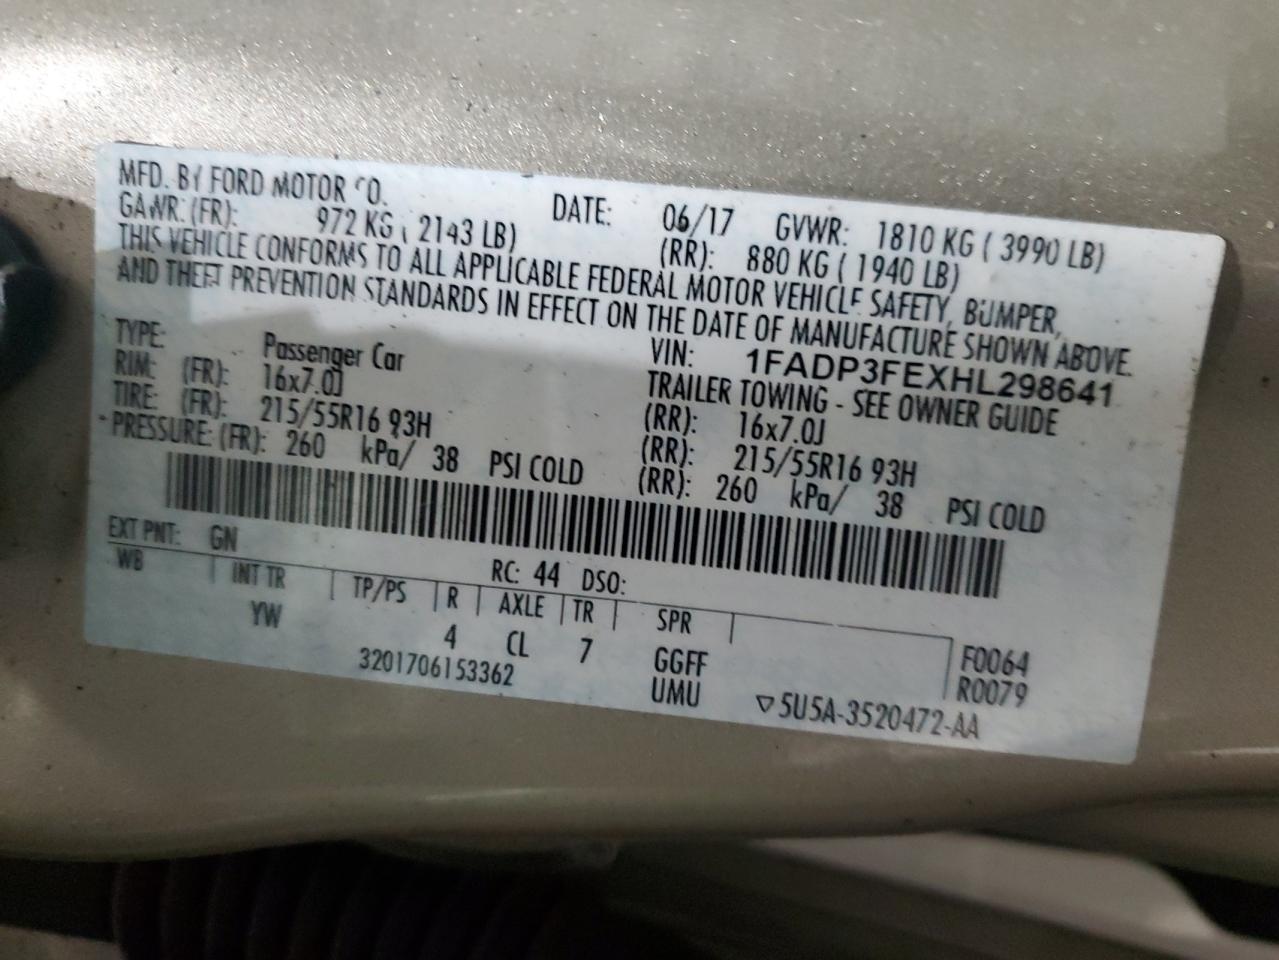 MFD. BY FORD MOTOR CO.
DATE: 06/17 GVWR: 1810 KG ( 3990 LB)
GAWR: (FR): 972 KG ( 2143 LB) (RR): 880 KG ( 1940 LB)
THIS VEHICLE CONFORMS TO ALL APPLICABLE FEDERAL MOTOR VEHICLE SAFETY, BUMPER,
AND THEFT PREVENTION STANDARDS IN EFFECT ON THE DATE OF MANUFACTURE SHOWN ABOVE.
VIN: 1FADP3FEXHL298641
TYPE: Passenger Car TRAILER TOWING - SEE OWNER GUIDE
RIM: (FR): 16x7.0J (RR): 16x7.0J
TIRE: (FR): 215/55R16 93H (RR): 215/55R16 93H
PRESSURE: (FR): 260 kPa/ 38 PSI COLD (RR): 260 kPa/ 38 PSI COLD
EXT PNT: GN RC: 44 DSO:
WB INT TR TP/PS R AXLE TR SPR
YW 4 CL 7 GGFF F0064
3201706153362 UMU R0079
▽5U5A-3520472-AA